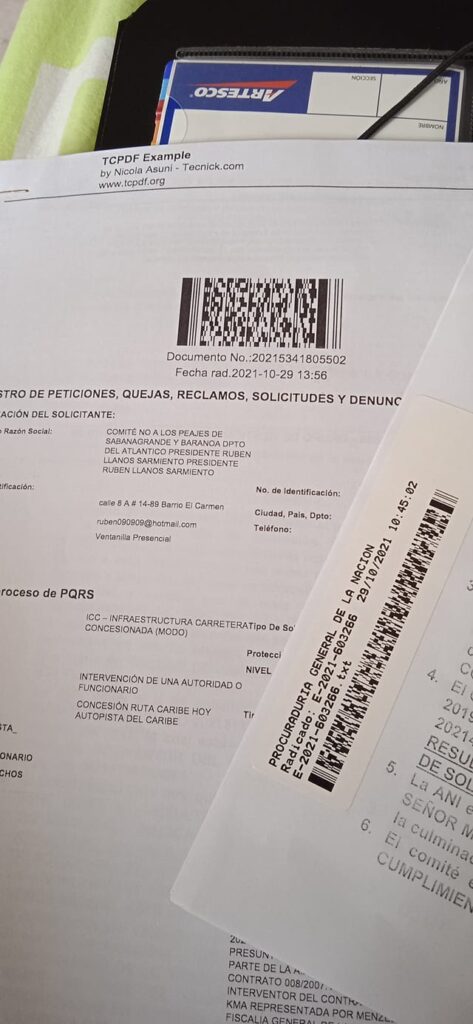 ARTESCO
SECCIÓN
NOMBRE
TCPDF Example
by Nicola Asuni - Tecnick.com
www.tcpdf.org
Documento No.:20215341805502
Fecha rad.2021-10-29 13:56
STRO DE PETICIONES, QUEJAS, RECLAMOS, SOLICITUDES Y DENUNC
ACIÓN DEL SOLICITANTE:
Razón Social:
COMITÉ NO A LOS PEAJES DE
SABANAGRANDE Y BARANOA DPTO
DEL ATLANTICO PRESIDENTE RUBEN
LLANOS SARMIENTO PRESIDENTE
RUBEN LLANOS SARMIENTO
tificación:
No. de identificación:
calle 8 A # 14-89 Barrio El Carmen
Ciudad, Pais, Dpto:
ruben090909@hotmail.com
Teléfono:
Ventanilla Presencial
roceso de PQRS
ICC – INFRAESTRUCTURA CARRETERA Tipo De So
CONCESIONADA (MODO)
Protecci
NIVEL
INTERVENCIÓN DE UNA AUTORIDAD O
FUNCIONARIO
CONCESIÓN RUTA CARIBE HOY
AUTOPISTA DEL CARIBE
STA_
ONARIO
CHOS
PROCURADURIA GENERAL DE LA NACION
Radicado: E-2021-603266 29/10/2021 10:45:02
E-2021-603266.txt
4. El
2019
20214
RESUL
DE SOL
5. La ANI e
SEÑOR M
la culminac
6. El comité e
CUMPLIMIEN
PRESUN
PARTE DE LA A
CONTRATO 008/2007
INTERVENTOR DEL CONTR
KMA REPRESENTADA POR MENZE
FISCALIA GENERAL DE